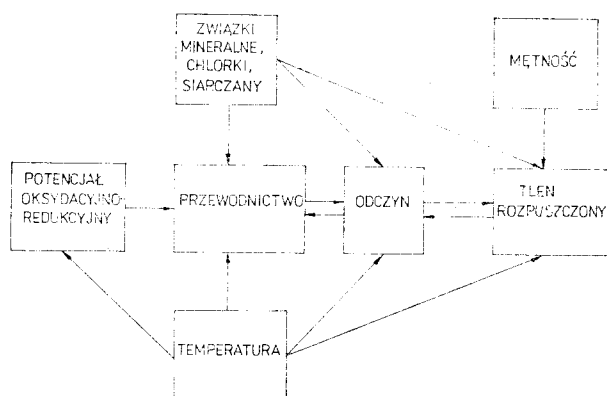 ZWIĄZKI
MINERALNE,
CHLORKI,
SIARCZANY
MĘTNOŚĆ
POTENCJAŁ
OKSYDACYJNO-
REDUKCYJNY
PRZEWODNICTWO
ODCZYN
TLEN
ROZPUSZCZONY
TEMPERATURA